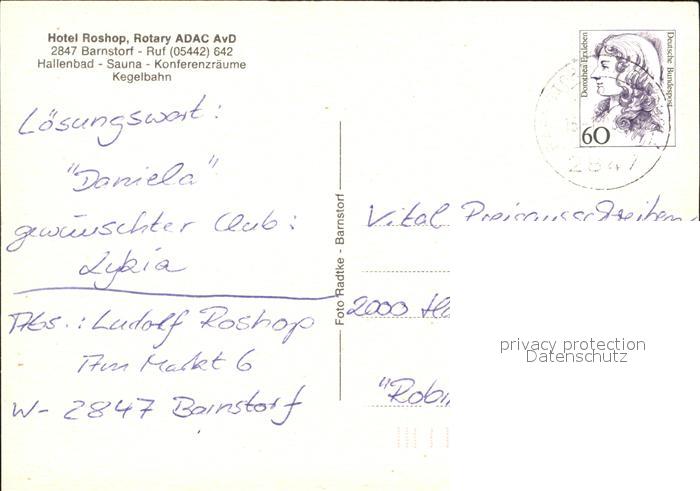 Hotel Roshop, Rotary ADAC AvD
2847 Barnstorf - Ruf (05442) 642
Hallenbad - Sauna - Konferenzräume
Kegelbahn
Lösungswort:
"Daniela"
gewünschter Club:
Lykia
Abs.: Ludolf Roshop
Am Markt 6
W- 2847 Barnstorf
Foto Radtke - Barnstorf
Dorothea Erxleben
Deutsche Bundespost
60
2847
Vital Preisausschreiben
2000
privacy protection
Datenschutz